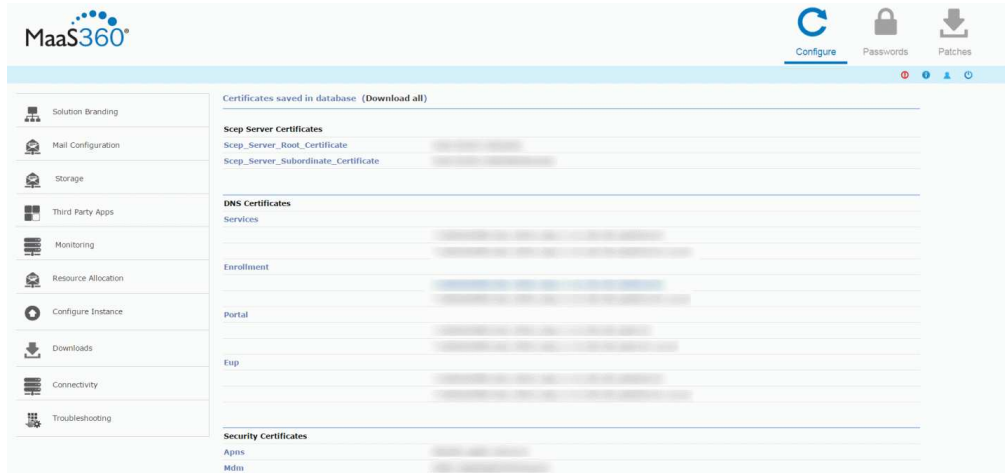 MaaS360®
Configure
Passwords
Patches
Solution Branding
Mail Configuration
Storage
Third Party Apps
Monitoring
Resource Allocation
Configure Instance
Downloads
Connectivity
Troubleshooting
Certificates saved in database (Download all)
Scep Server Certificates
Scep_Server_Root_Certificate
Scep_Server_Subordinate_Certificate
DNS Certificates
Services
Enrollment
Portal
Eup
Security Certificates
Apns
Mdm